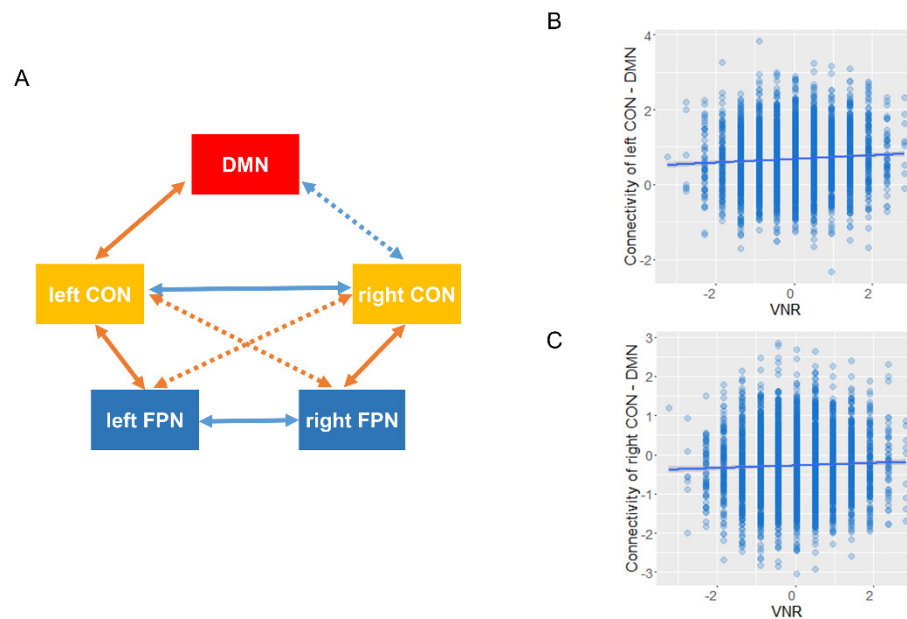 A
DMN
left CON
right CON
left FPN
right FPN
B
Connectivity of left CON - DMN
4
2
0
-2
-2
0
2
VNR
C
Connectivity of right CON - DMN
3
2
1
0
-1
-2
-3
-2
0
2
VNR